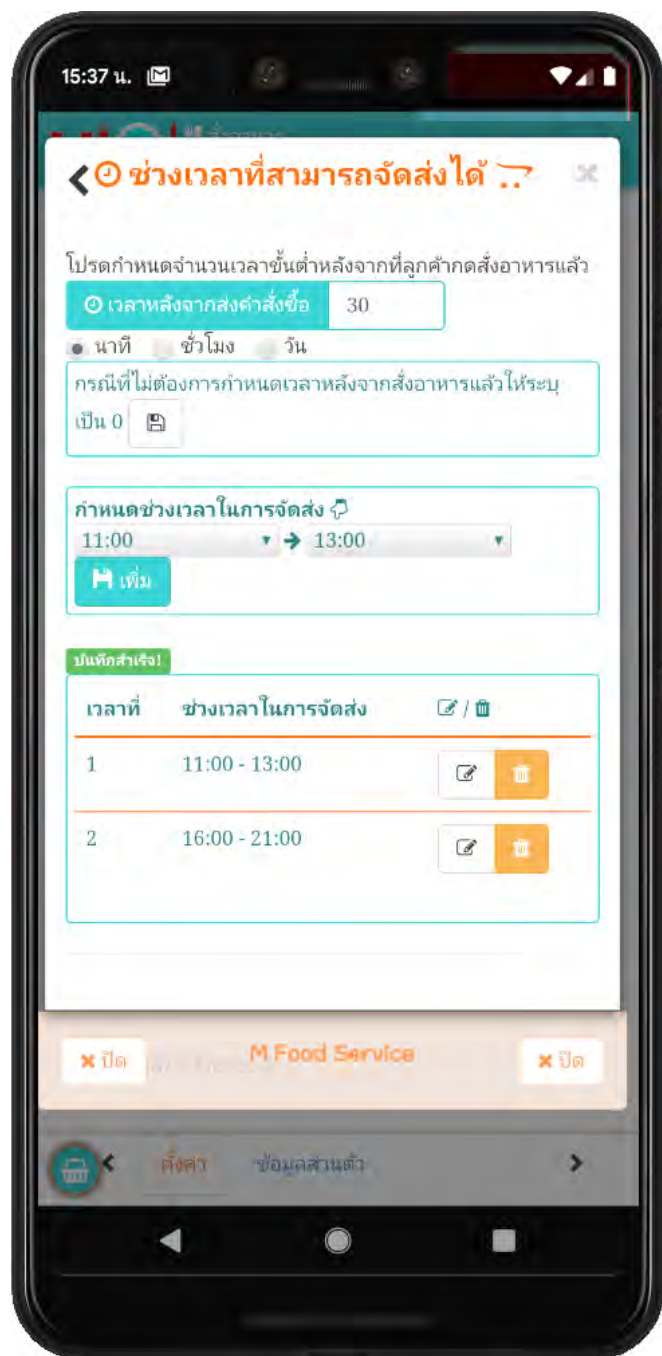 15:37 น.
ช่วงเวลาที่สามารถจัดส่งได้
โปรดกำหนดจำนวนเวลาขั้นต่ำหลังจากที่ลูกค้ากดสั่งอาหารแล้ว
เวลาหลังจากส่งคำสั่งซื้อ 30
นาที ชั่วโมง วัน
กรณีที่ไม่ต้องการกำหนดเวลาหลังจากสั่งอาหารแล้วให้ระบุ
เป็น 0
กำหนดช่วงเวลาในการจัดส่ง
11:00 13:00
เพิ่ม
บันทึกสำเร็จ!
เวลาที่ ช่วงเวลาในการจัดส่ง /
1 11:00 - 13:00
2 16:00 - 21:00
ปิด M Food Service ปิด
ตั้งค่า ข้อมูลส่วนตัว